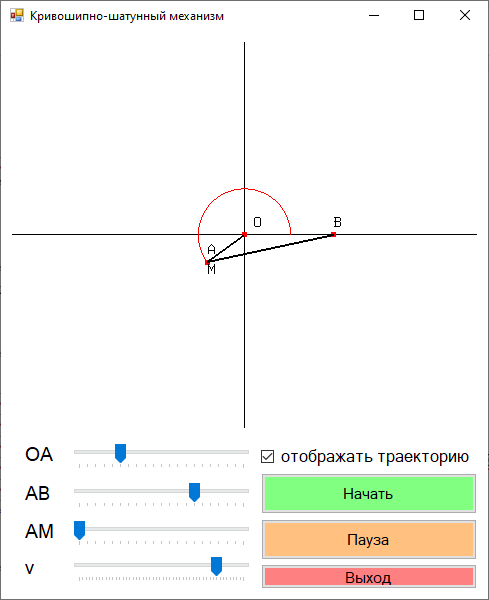 Кривошипно-шатунный механизм
O
B
A
M
OA
отображать траекторию
AB
Начать
AM
Пауза
v
Выход